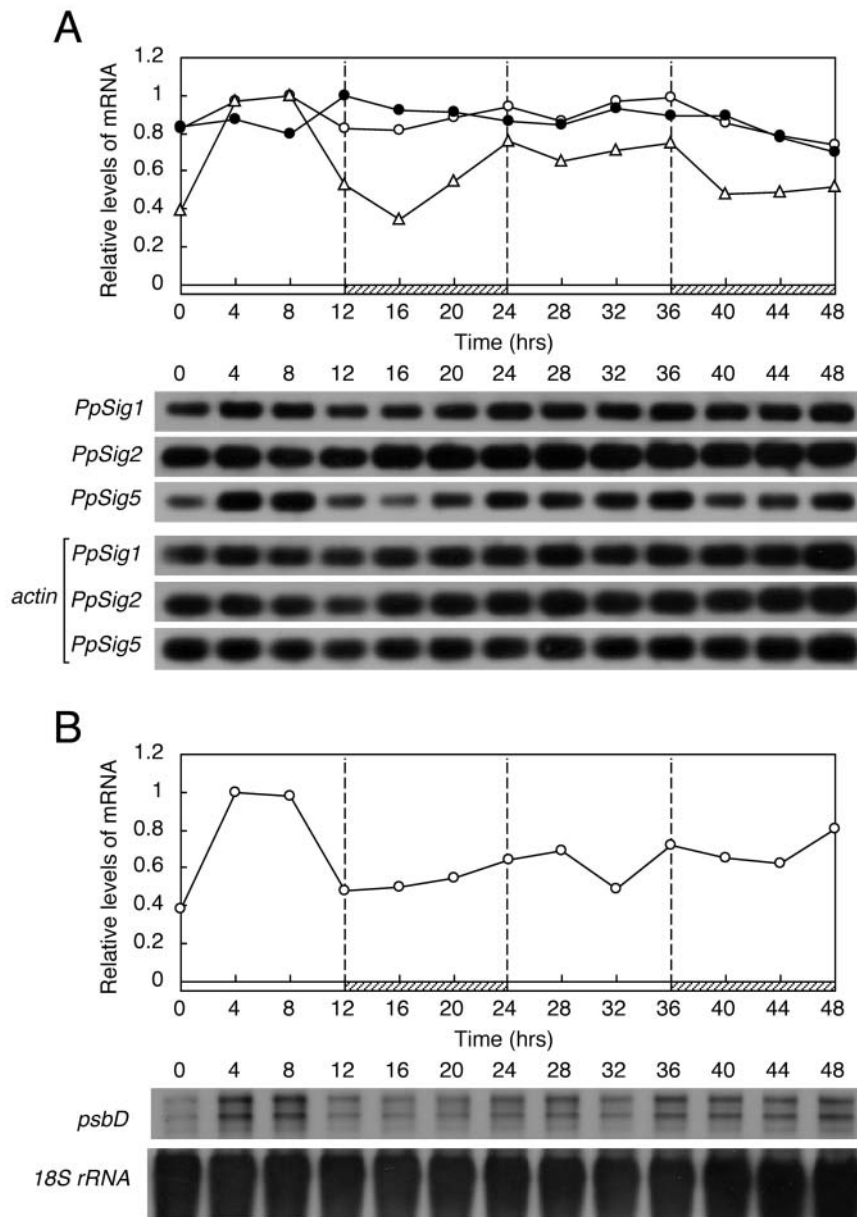 A
Relative levels of mRNA
1.2
1
0.8
0.6
0.4
0.2
0
0 4 8 12 16 20 24 28 32 36 40 44 48
Time (hrs)
0 4 8 12 16 20 24 28 32 36 40 44 48
PpSig1
PpSig2
PpSig5
actin
PpSig1
PpSig2
PpSig5
B
Relative levels of mRNA
1.2
1
0.8
0.6
0.4
0.2
0
0 4 8 12 16 20 24 28 32 36 40 44 48
Time (hrs)
0 4 8 12 16 20 24 28 32 36 40 44 48
psbD
18S rRNA